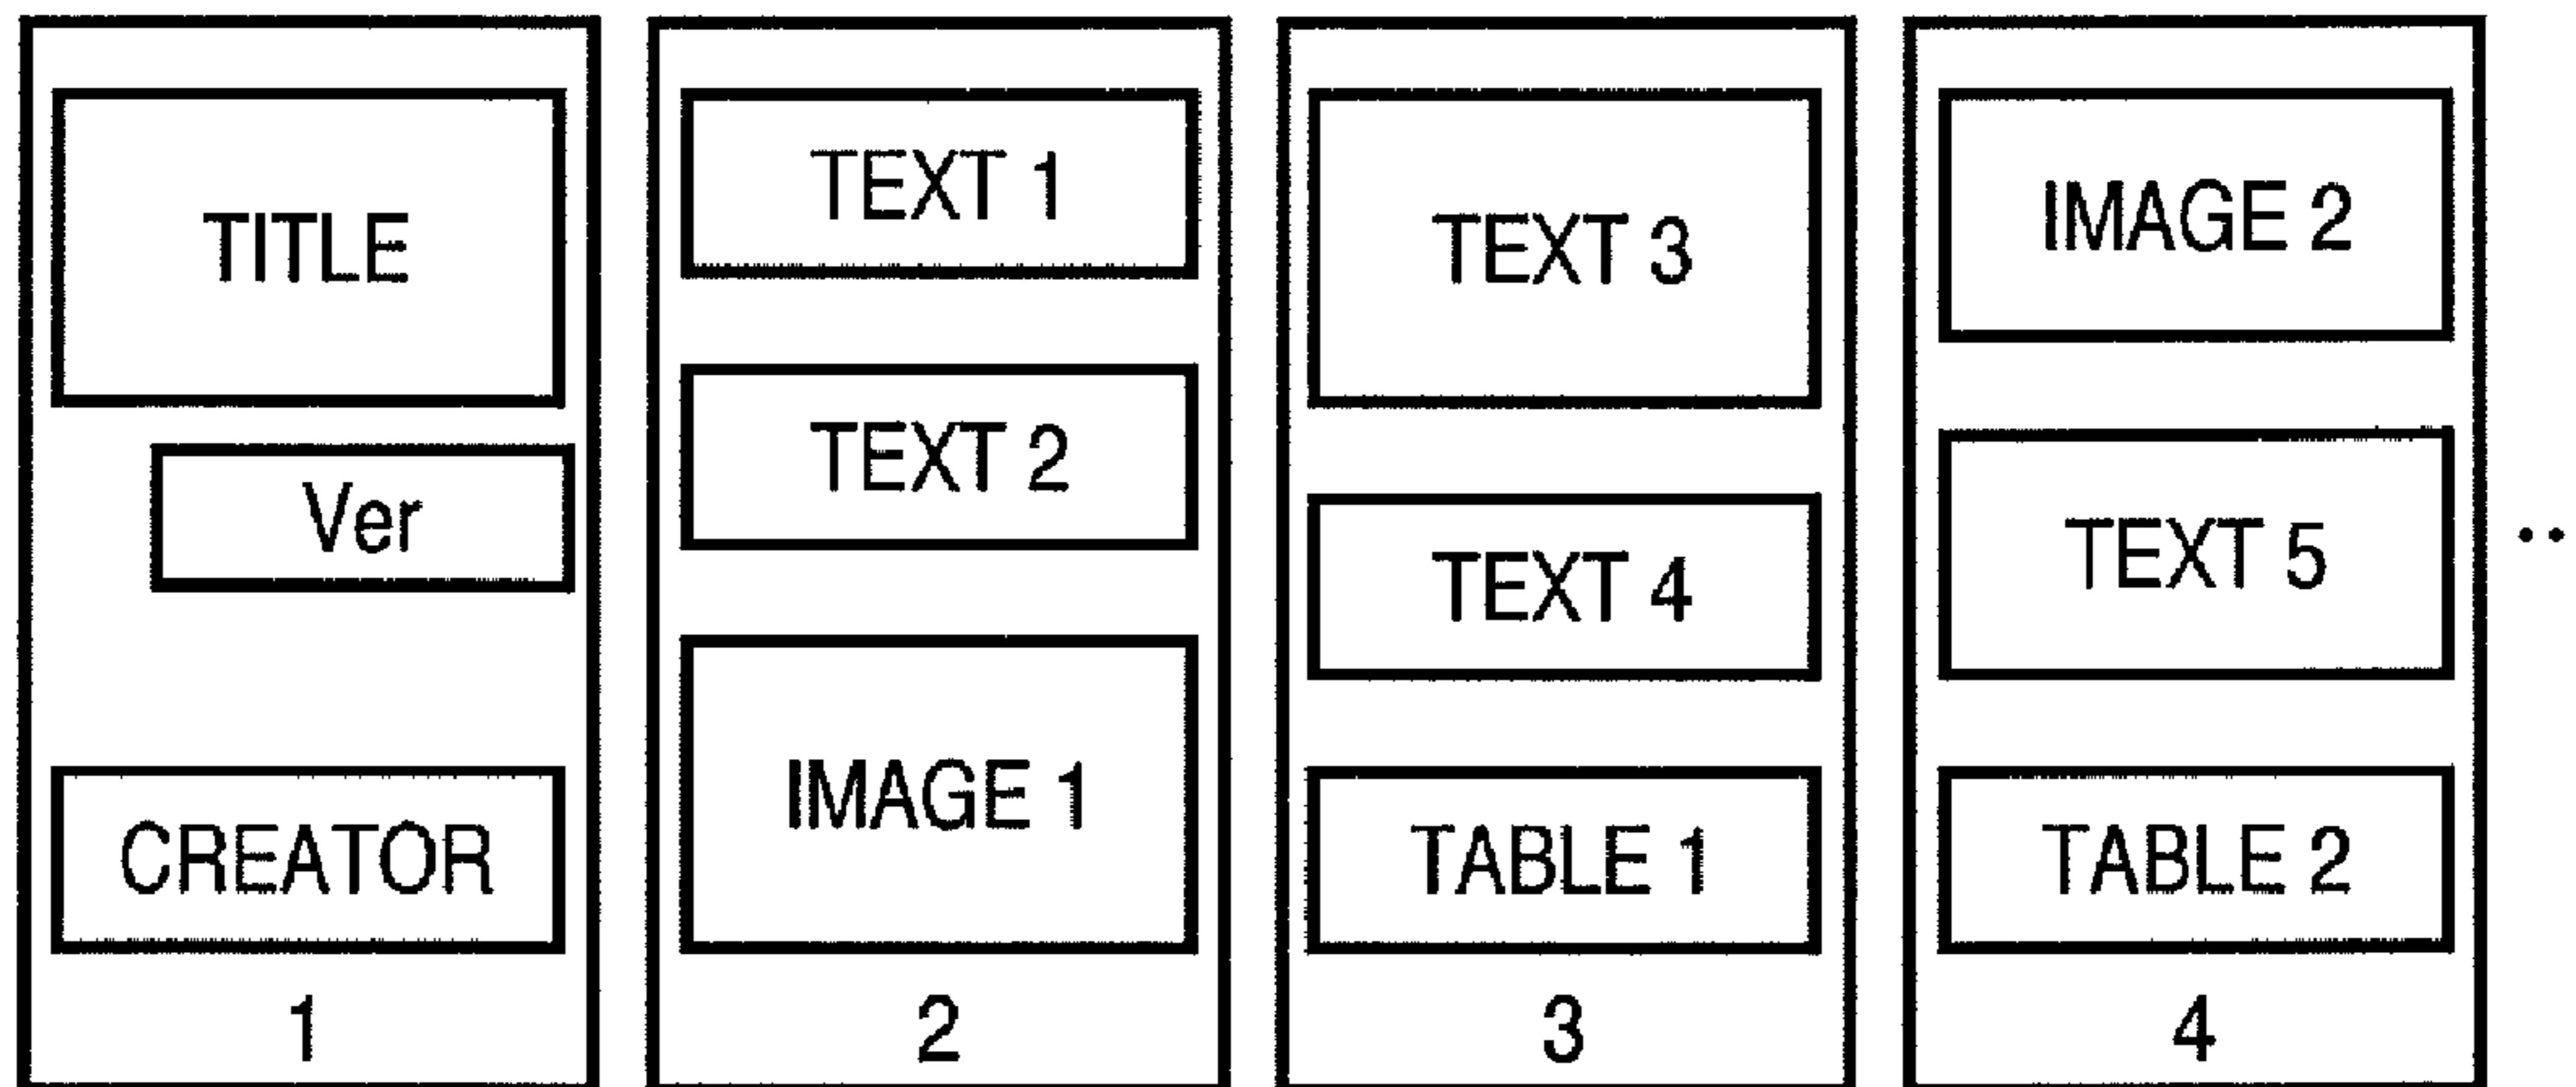 TITLE
Ver
CREATOR
1
TEXT 1
TEXT 2
IMAGE 1
2
TEXT 3
TEXT 4
TABLE 1
3
IMAGE 2
TEXT 5
TABLE 2
4
..